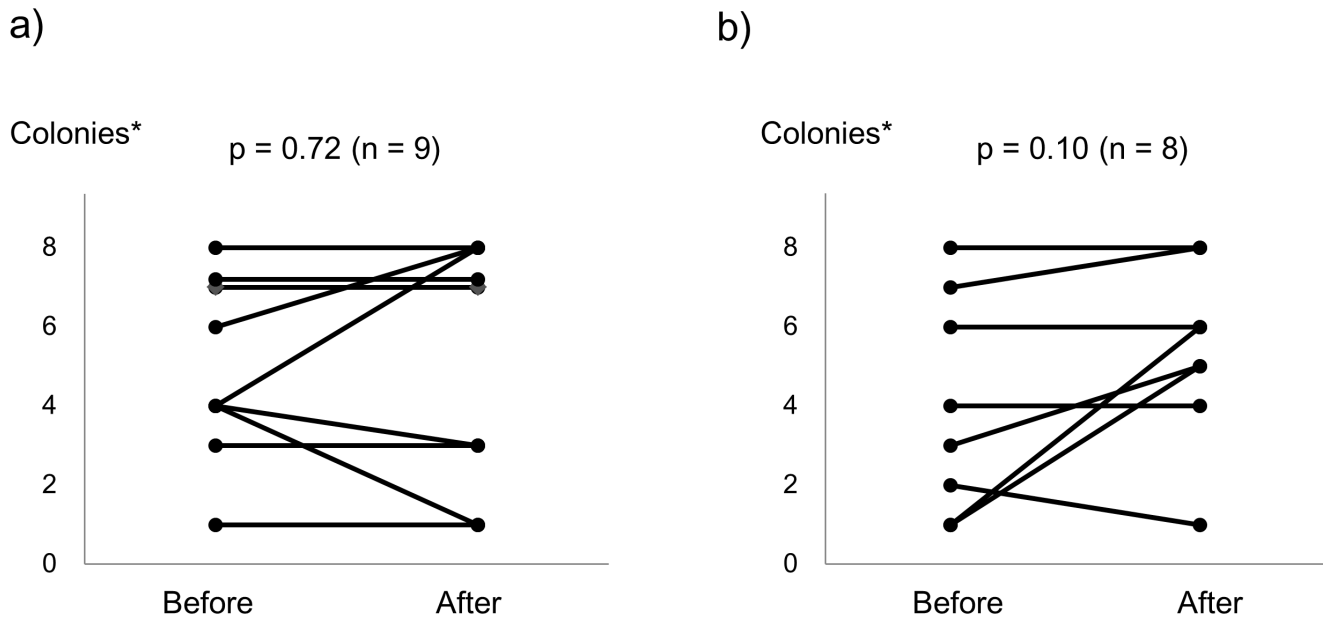 a)
Colonies*
p = 0.72 (n = 9)
8
6
4
2
0
Before After
b)
Colonies*
p = 0.10 (n = 8)
8
6
4
2
0
Before After